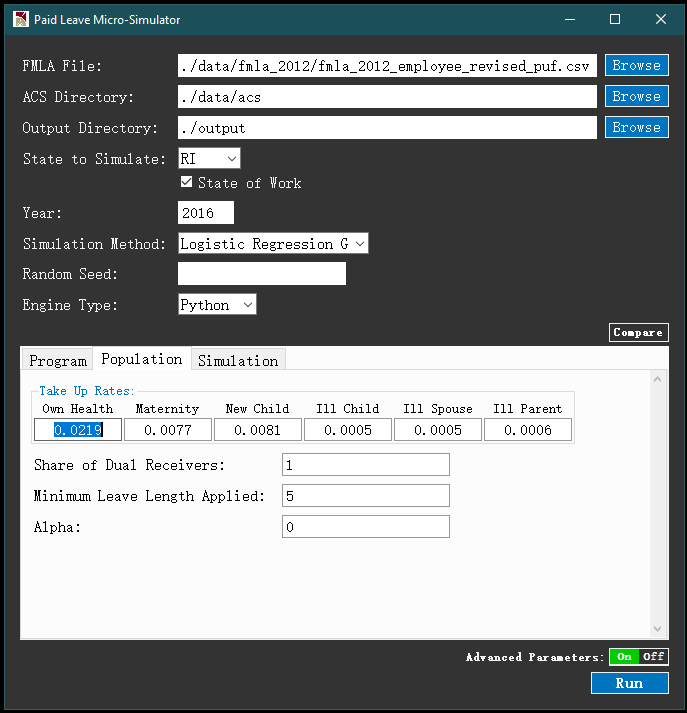 Paid Leave Micro-Simulator
FMLA File: ./data/fmla_2012/fmla_2012_employee_revised_puf.csv Browse
ACS Directory: ./data/acs Browse
Output Directory: ./output Browse
State to Simulate: RI
State of Work
Year: 2016
Simulation Method: Logistic Regression G
Random Seed:
Engine Type: Python
Compare
Program Population Simulation
Take Up Rates:
Own Health Maternity New Child Ill Child Ill Spouse Ill Parent
0.0219 0.0077 0.0081 0.0005 0.0005 0.0006
Share of Dual Receivers: 1
Minimum Leave Length Applied: 5
Alpha: 0
Advanced Parameters: On Off
Run